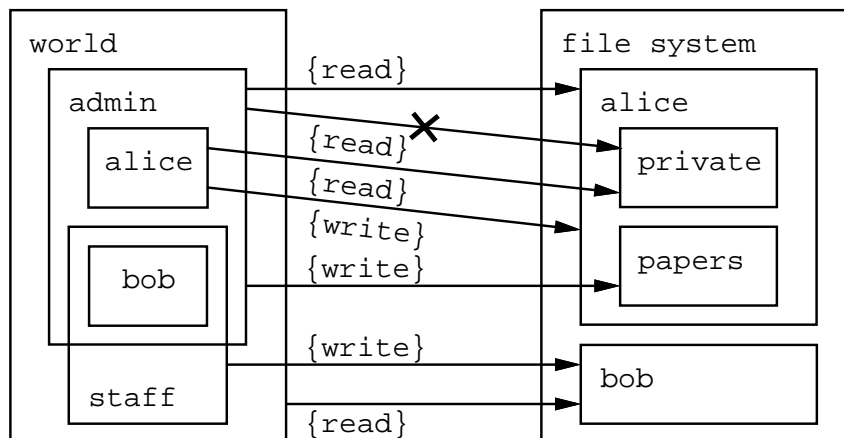 world
file system
{read}
admin
alice
{read}
alice
private
{read}
{write}
papers
bob
{write}
{write}
bob
staff
{read}